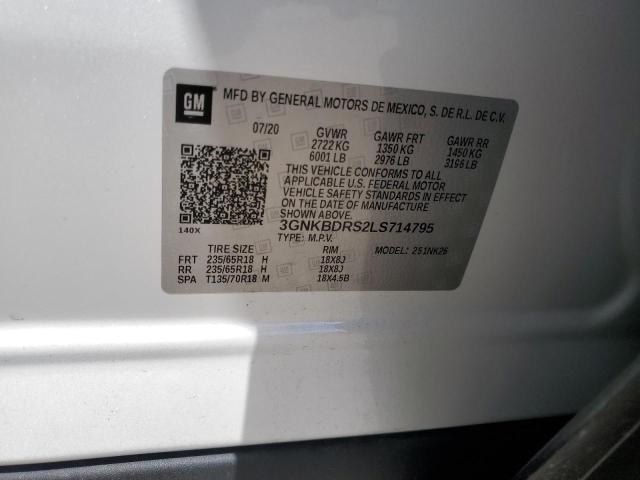 GM MFD BY GENERAL MOTORS DE MEXICO, S. DE R.L. DE C.V.
07/20 GVWR GAWR FRT GAWR RR
2722 KG 1350 KG 1450 KG
6001 LB 2976 LB 3196 LB
THIS VEHICLE CONFORMS TO ALL
APPLICABLE U.S. FEDERAL MOTOR
VEHICLE SAFETY STANDARDS IN EFFECT
ON THE DATE OF MANUFACTURE SHOWN ABOVE.
3GNKBDRS2LS714795
140X TYPE: M.P.V. MODEL: 251NK26
TIRE SIZE RIM
FRT 235/65R18 H 18X8J
RR 235/65R18 H 18X8J
SPA T135/70R18 M 18X4.5B